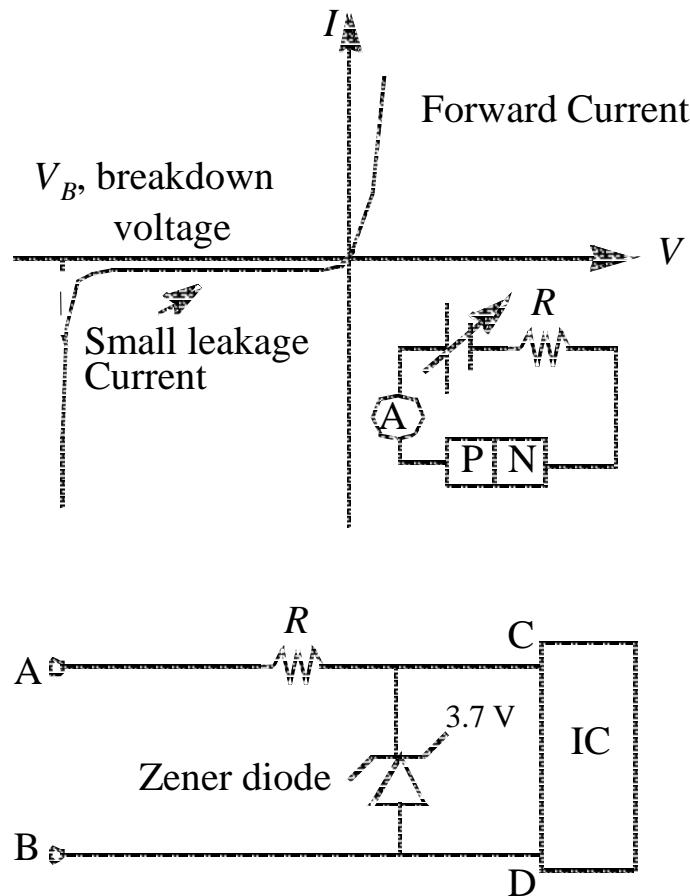 I
Forward Current
V_B, breakdown
voltage
V
Small leakage
Current
R
A
P N
R
C
A
3.7 V
IC
Zener diode
B
D